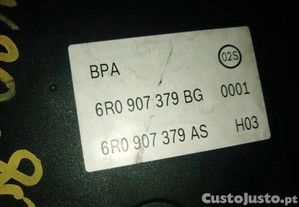 BPA
02S
6R0 907 379 BG 0001
6R0 907 379 AS H03
CustoJusto.pt